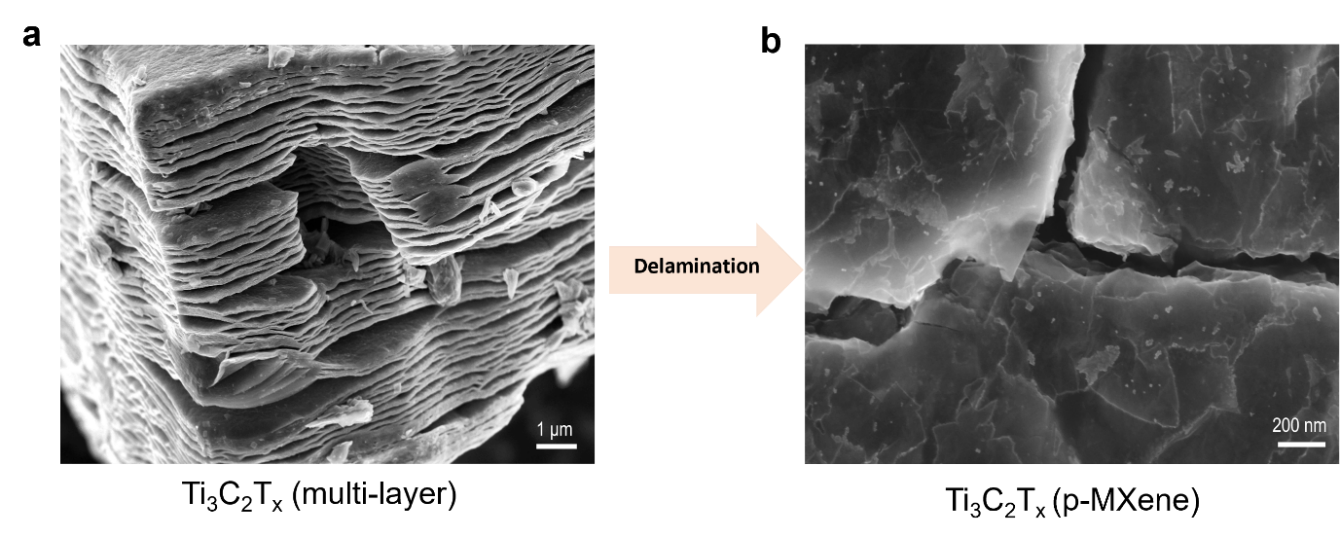 a
b
Delamination
1 µm
200 nm
Ti₃C₂Tₓ (multi-layer)
Ti₃C₂Tₓ (p-MXene)